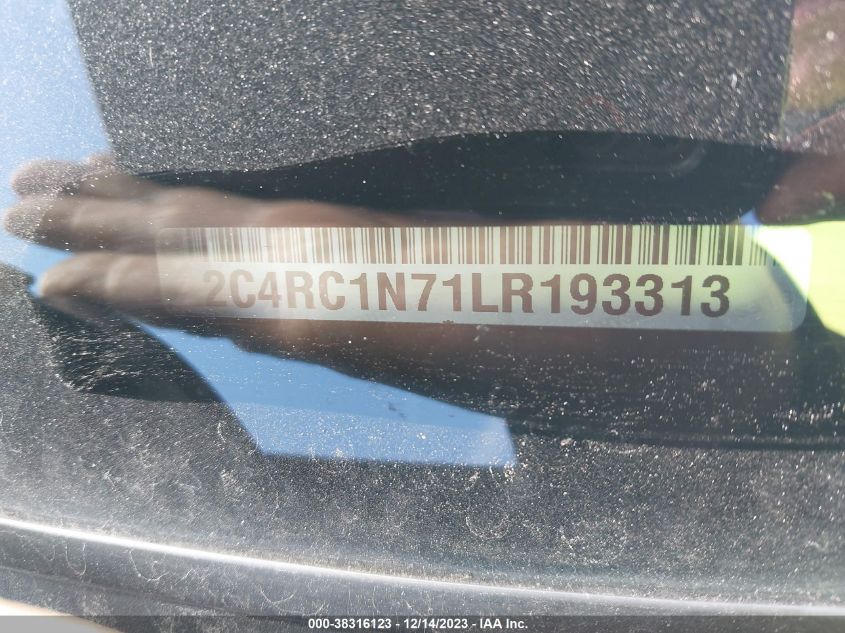 2C4RC1N71LR193313
000-38316123 - 12/14/2023 - IAA Inc.